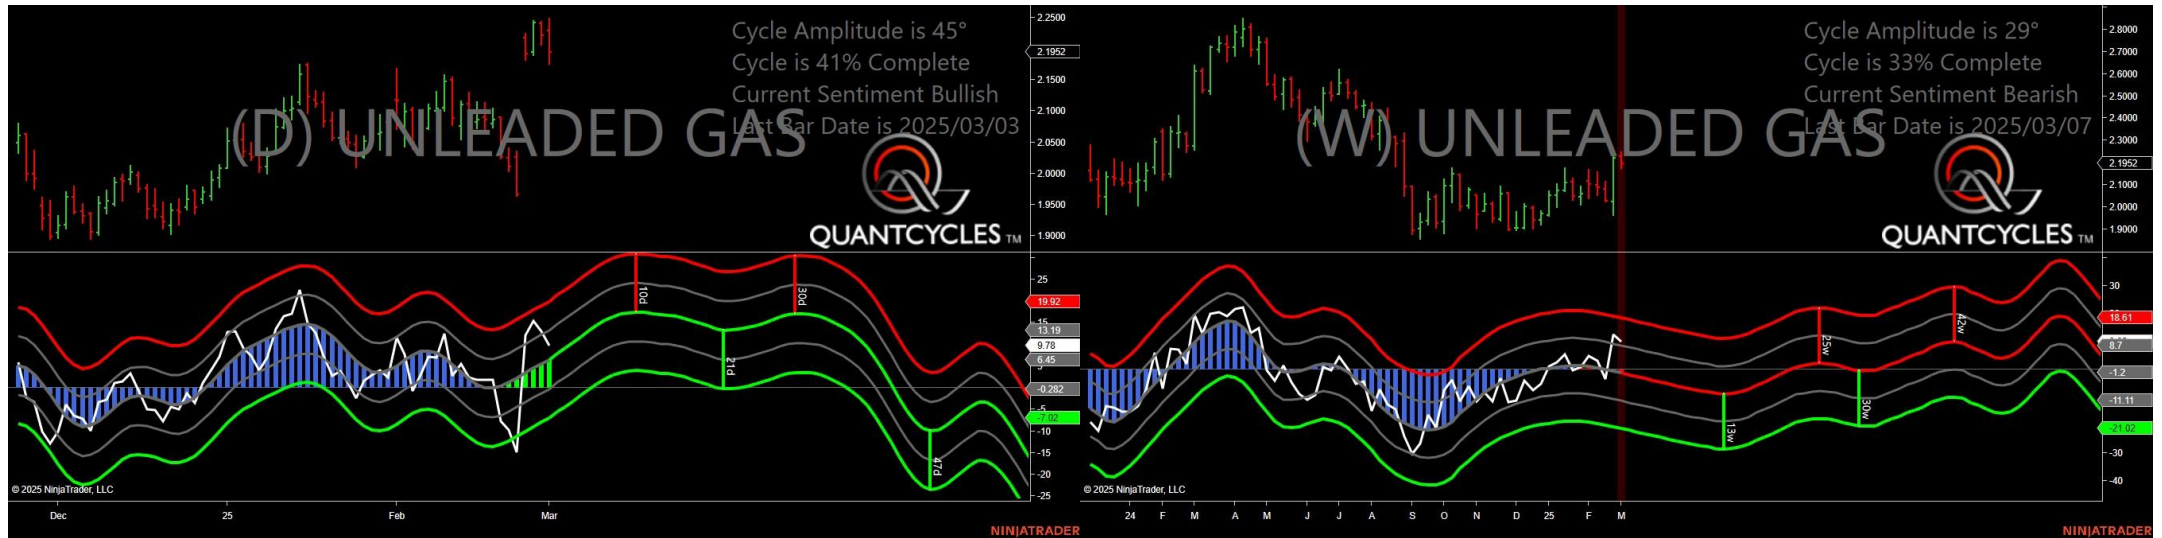 Cycle Amplitude is 45°
Cycle is 41% Complete
Current Sentiment Bullish
Last Bar Date is 2025/03/03
(D) UNLEADED GAS
QUANTCYCLES TM
2.2500
2.1952
2.1500
2.1000
2.0500
2.0000
1.9500
1.9000
25
19.92
15
13.19
9.78
6.45
5
-0.282
-5
-7.02
-10
-15
-20
-25
10d
21d
30d
47d
© 2025 NinjaTrader, LLC
Dec
25
Feb
Mar
NINJATRADER
Cycle Amplitude is 29°
Cycle is 33% Complete
Current Sentiment Bearish
Last Bar Date is 2025/03/07
(W) UNLEADED GAS
QUANTCYCLES TM
2.8000
2.7000
2.6000
2.5000
2.4000
2.3000
2.1952
2.1000
2.0000
1.9000
30
18.61
8.7
-1.2
-11.11
-21.02
-30
-40
13w
25w
30w
42w
© 2025 NinjaTrader, LLC
24
F
M
A
M
J
J
A
S
O
N
D
25
F
M
NINJATRADER